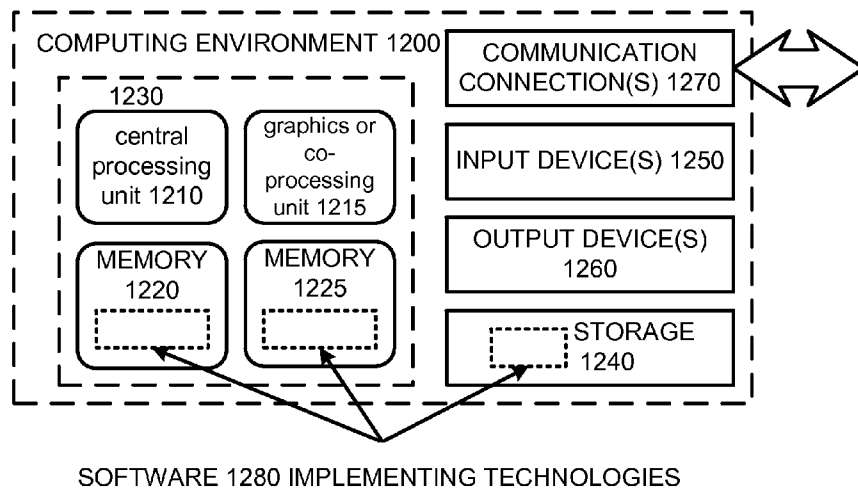 COMPUTING ENVIRONMENT 1200
COMMUNICATION
CONNECTION(S) 1270
1230
central
processing
unit 1210
graphics or
co-
processing
unit 1215
INPUT DEVICE(S) 1250
MEMORY
1220
MEMORY
1225
OUTPUT DEVICE(S)
1260
STORAGE
1240
SOFTWARE 1280 IMPLEMENTING TECHNOLOGIES